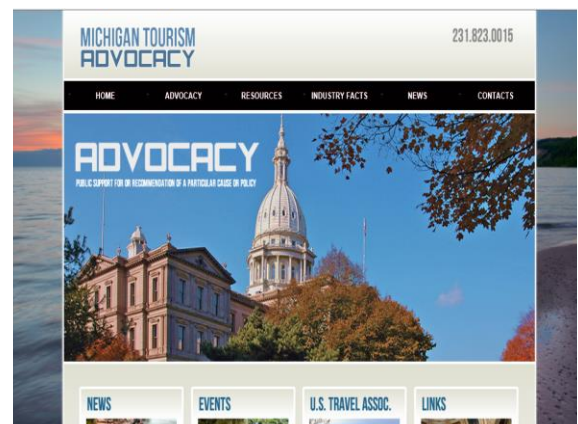 MICHIGAN TOURISM
ADVOCACY
231.823.0015
HOME ADVOCACY RESOURCES INDUSTRY FACTS NEWS CONTACTS
ADVOCACY
PUBLIC SUPPORT FOR OR RECOMMENDATION OF A PARTICULAR CAUSE OR POLICY
NEWS EVENTS U.S. TRAVEL ASSOC. LINKS